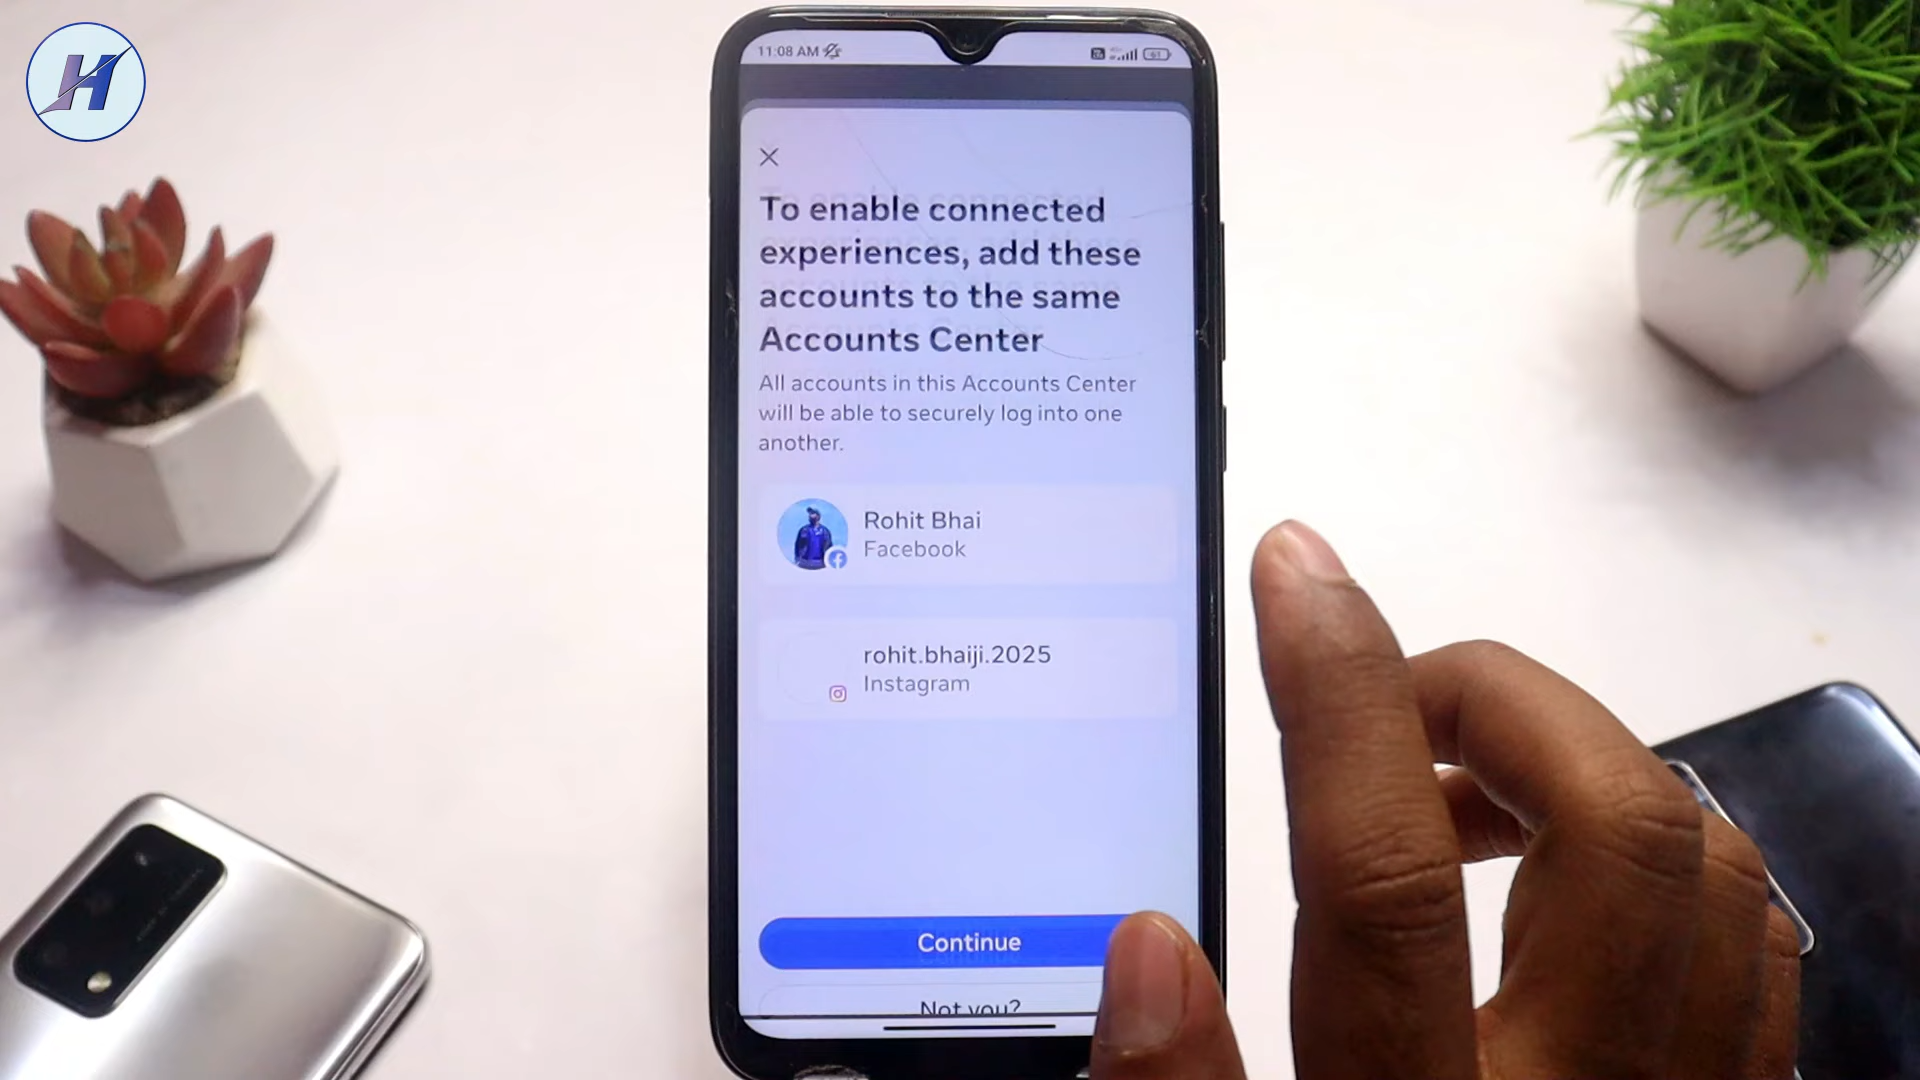 H
11:08 AM
61
To enable connected
experiences, add these
accounts to the same
Accounts Center
All accounts in this Accounts Center
will be able to securely log into one
another.
Rohit Bhai
Facebook
rohit.bhaiji.2025
Instagram
Continue
Not you?